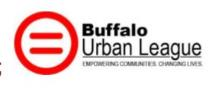 Buffalo
Urban League
EMPOWERING COMMUNITIES. CHANGING LIVES.